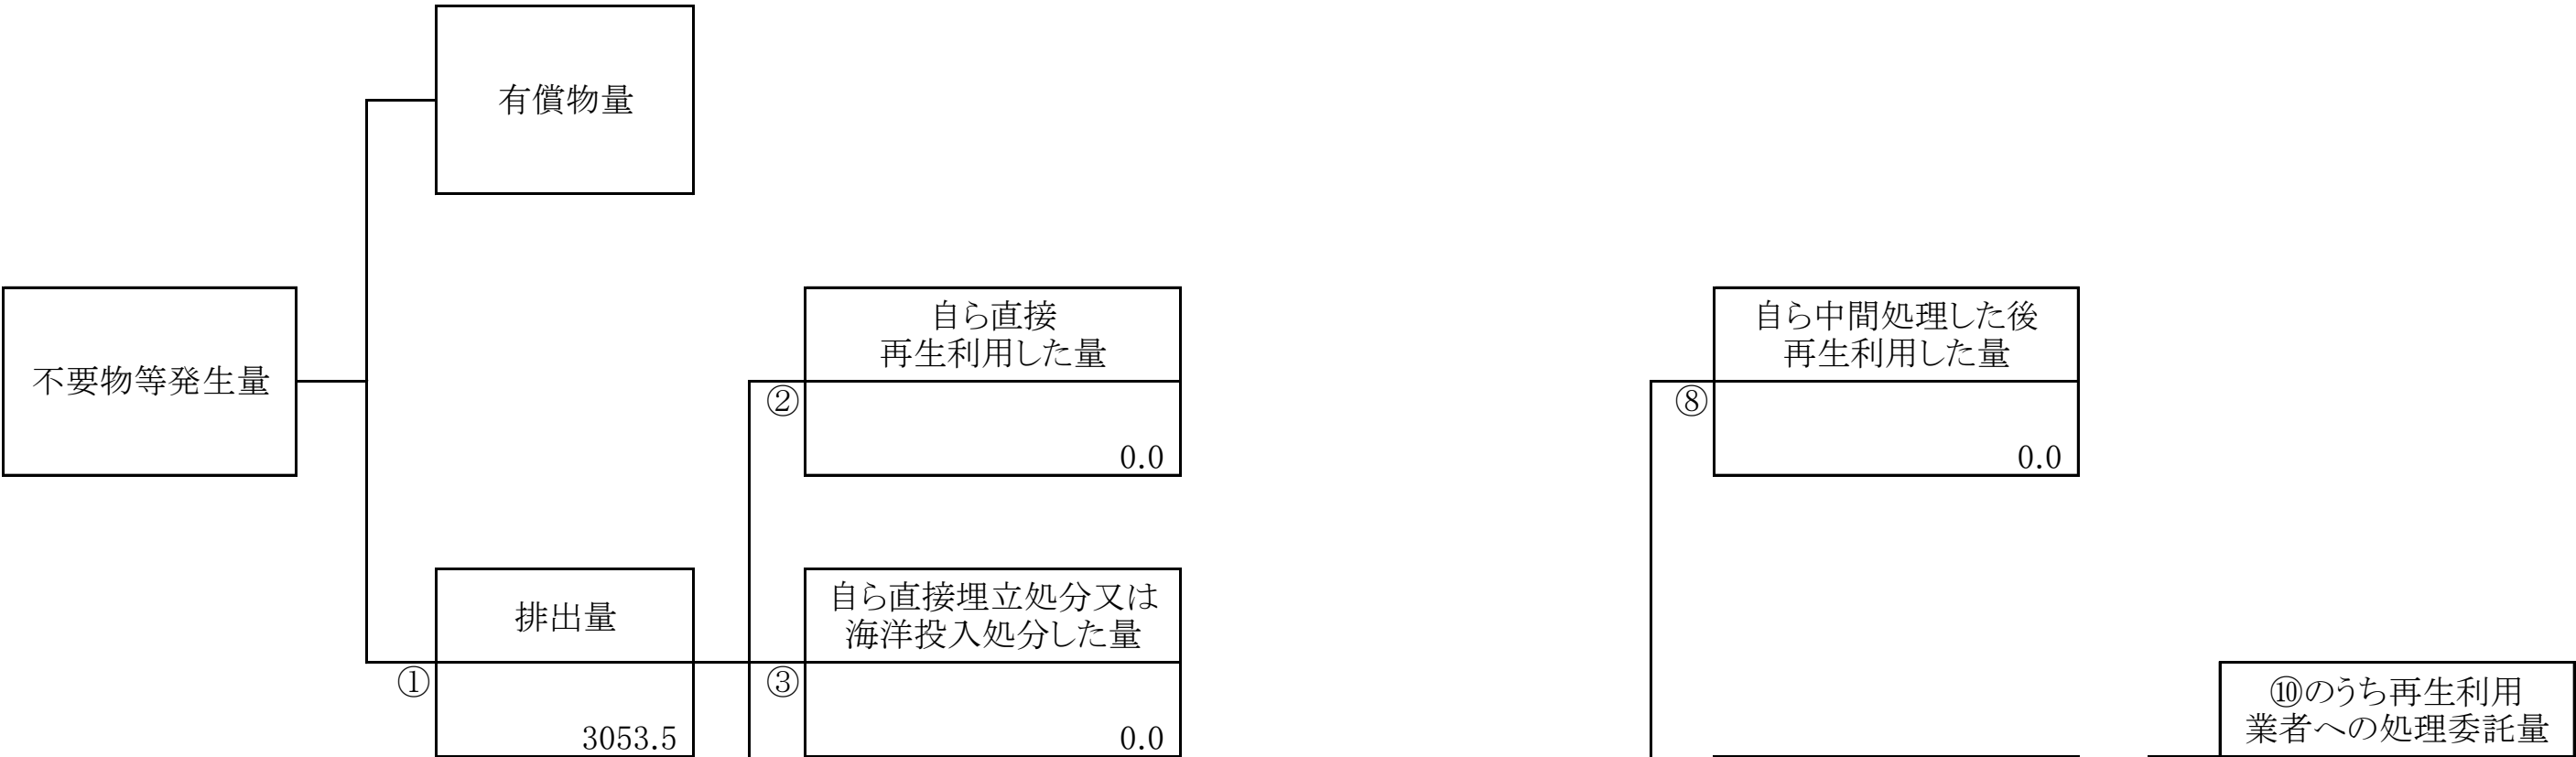 有償物量
不要物等発生量
自ら直接
再生利用した量
②
0.0
自ら中間処理した後
再生利用した量
⑧
0.0
排出量
①
3053.5
自ら直接埋立処分又は
海洋投入処分した量
③
0.0
⑩のうち再生利用
業者への処理委託量